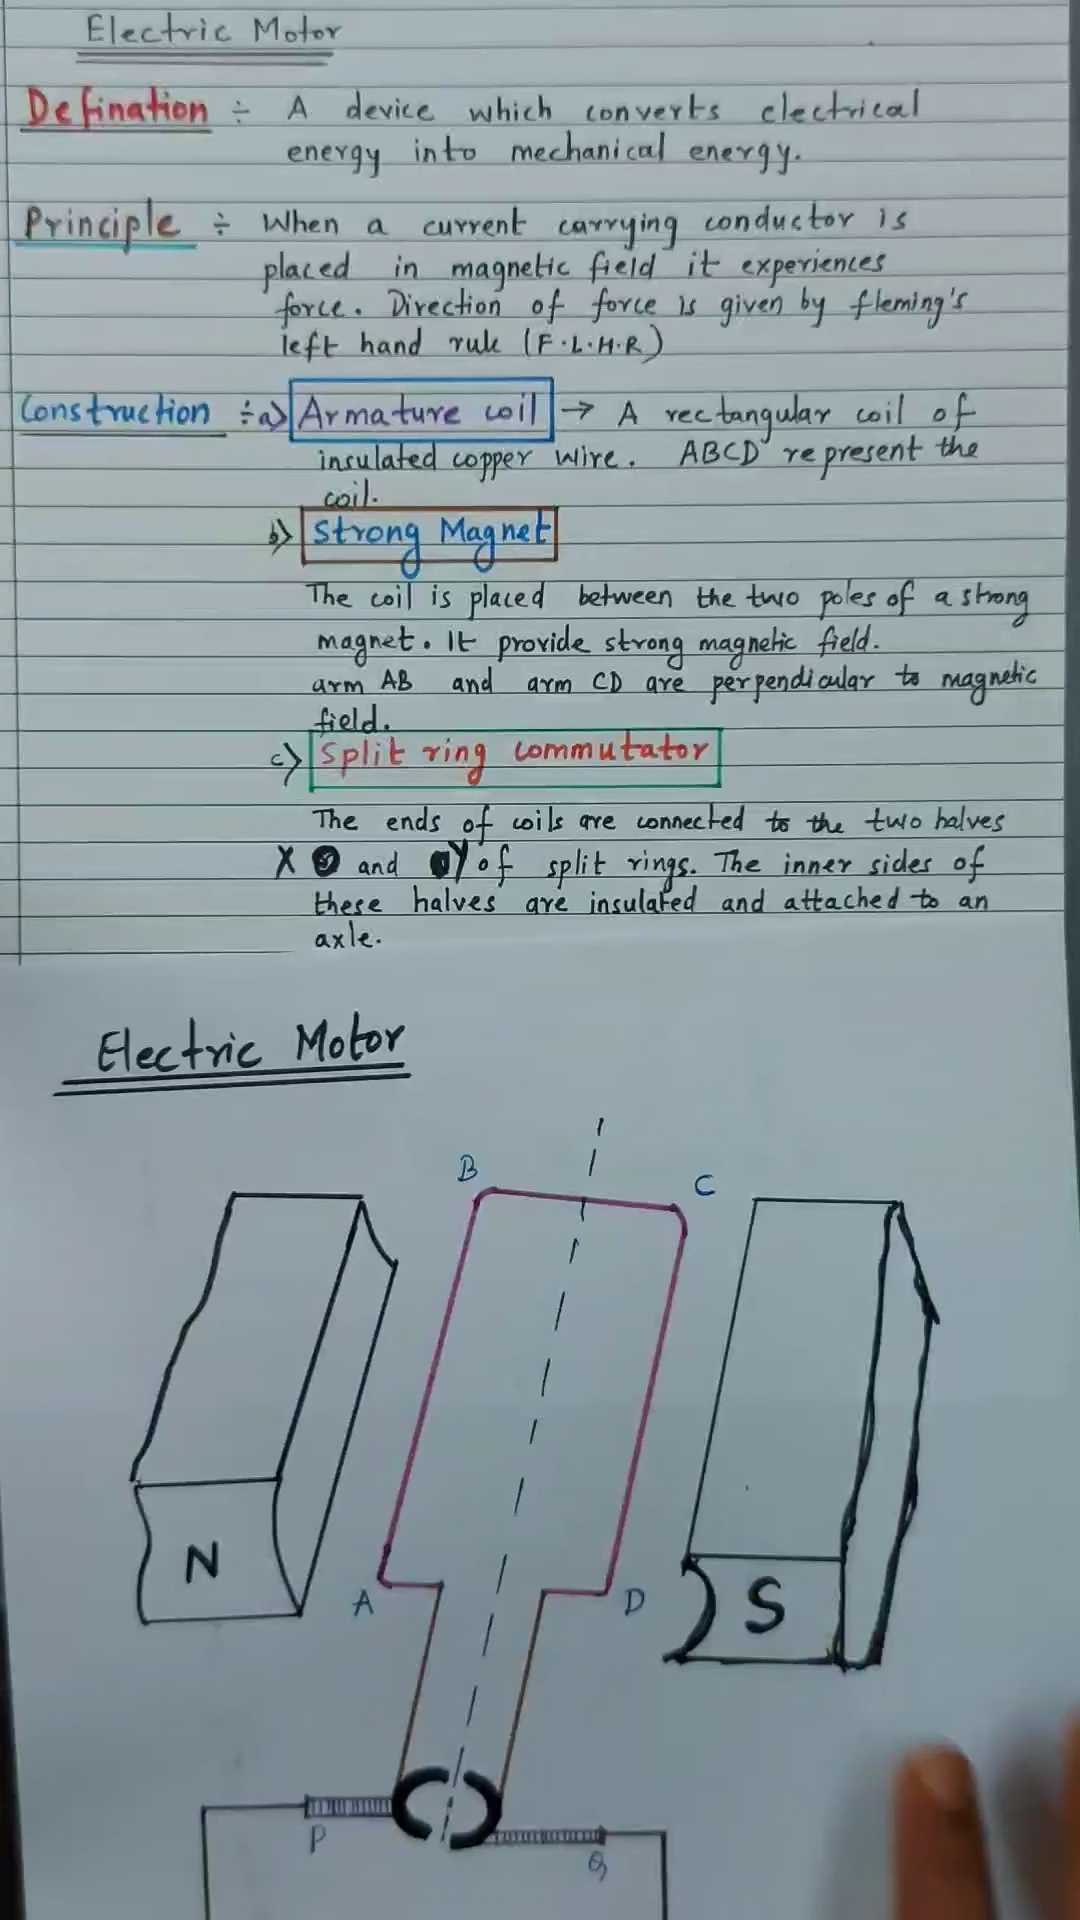 Electric Motor
Defination ÷ A device which converts electrical
energy into mechanical energy.
Principle ÷ When a current carrying conductor is
placed in magnetic field it experiences
force. Direction of force is given by fleming's
left hand rule (F.L.H.R)
Construction ÷ a) Armature coil → A rectangular coil of
insulated copper wire. ABCD represent the
coil.
b) Strong Magnet
The coil is placed between the two poles of a strong
magnet. It provide strong magnetic field.
arm AB and arm CD are perpendicular to magnetic
field.
c) Split ring commutator
The ends of coils are connected to the two halves
X and Y of split rings. The inner sides of
these halves are insulated and attached to an
axle.
Electric Motor
B
C
N
A
D
S
P
Q